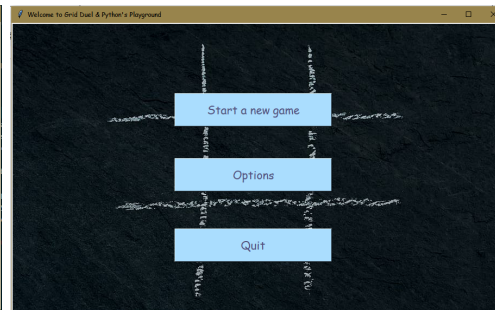 Welcome to Grid Duel & Python's Playground
Start a new game
Options
Quit